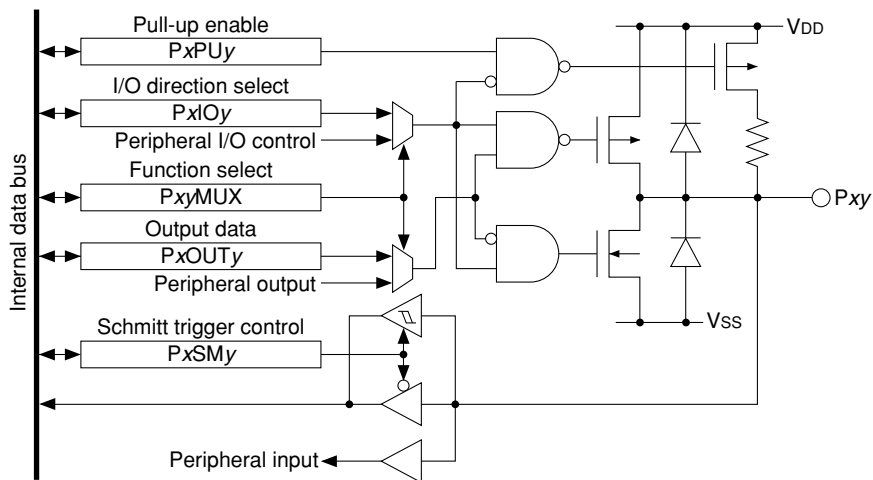 Pull-up enable
PxPUy
VDD
I/O direction select
PxIOy
Peripheral I/O control
Function select
PxyMUX
Pxy
Output data
PxOUTy
Peripheral output
VSS
Schmitt trigger control
PxSMy
Peripheral input
Internal data bus